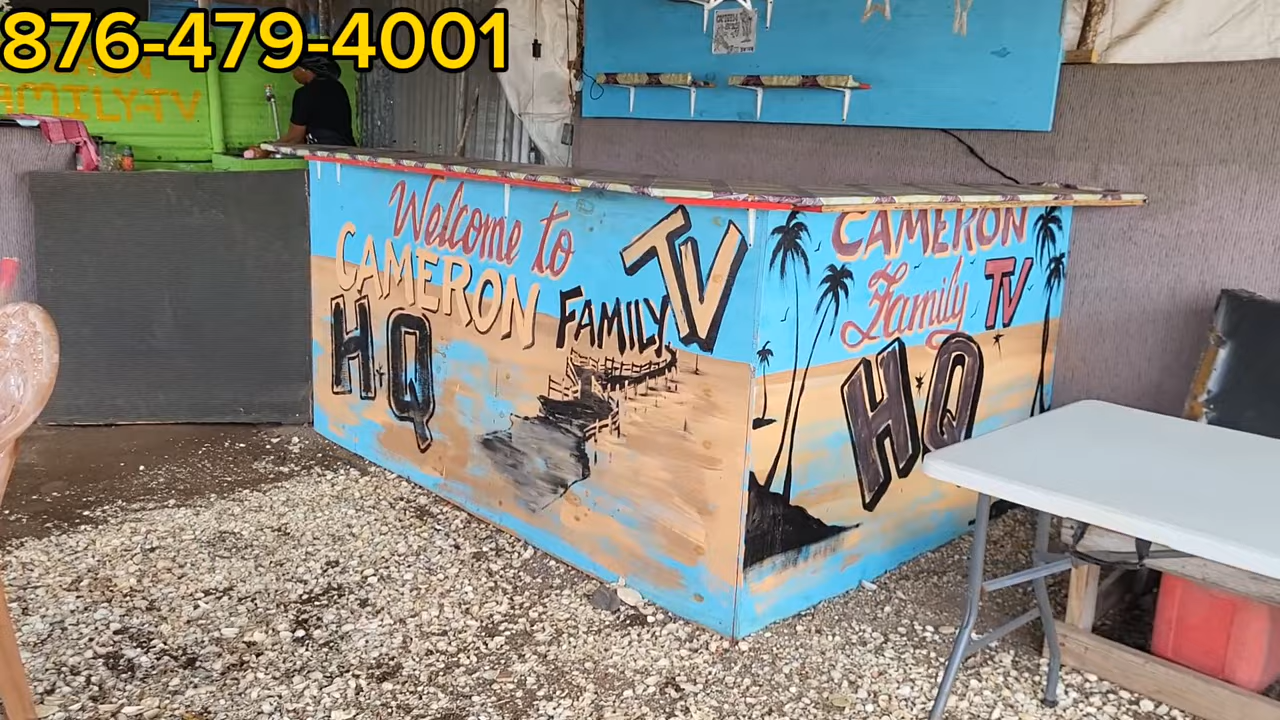 876-479-4001
FAMILY-TV
Welcome to
CAMERON FAMILY TV
HQ
CAMERON
Family TV
HQ